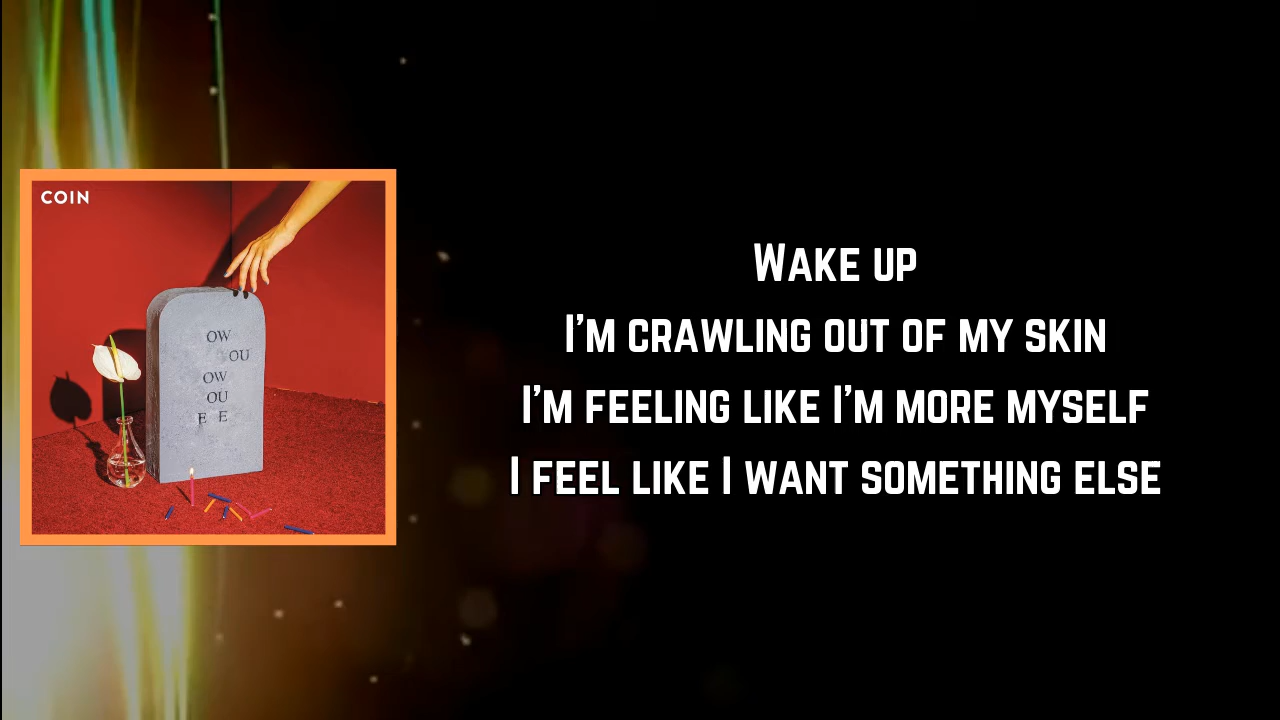 COIN
OW
OU
OW
OU
E E
Wake up
I'm crawling out of my skin
I'm feeling like I'm more myself
I feel like I want something else